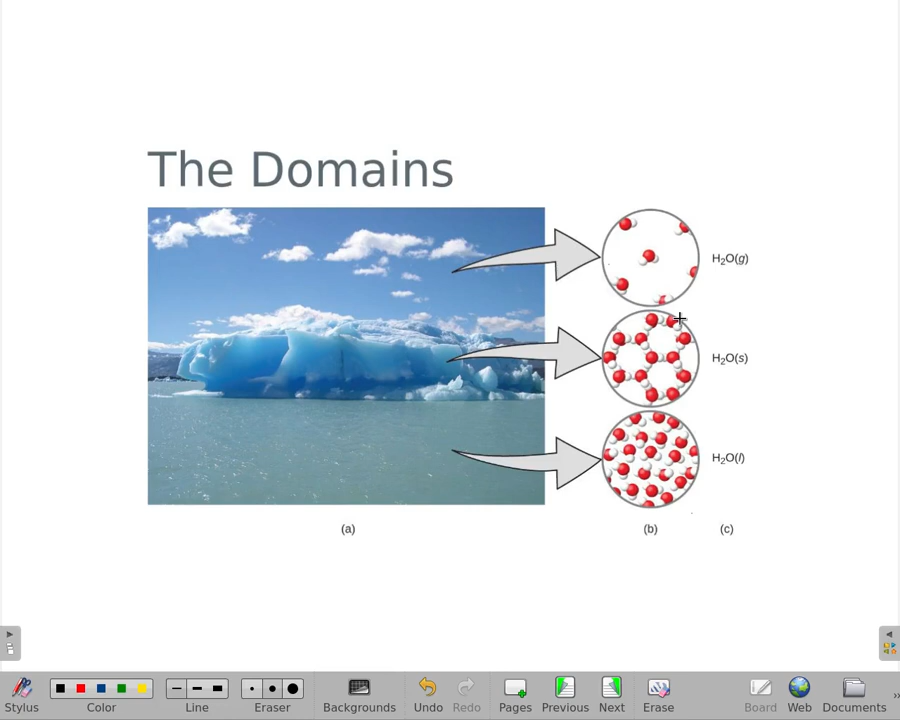 The Domains
H₂O(g)
H₂O(s)
H₂O(l)
(a) (b) (c)
Stylus Color Line Eraser Backgrounds Undo Redo Pages Previous Next Erase Board Web Documents